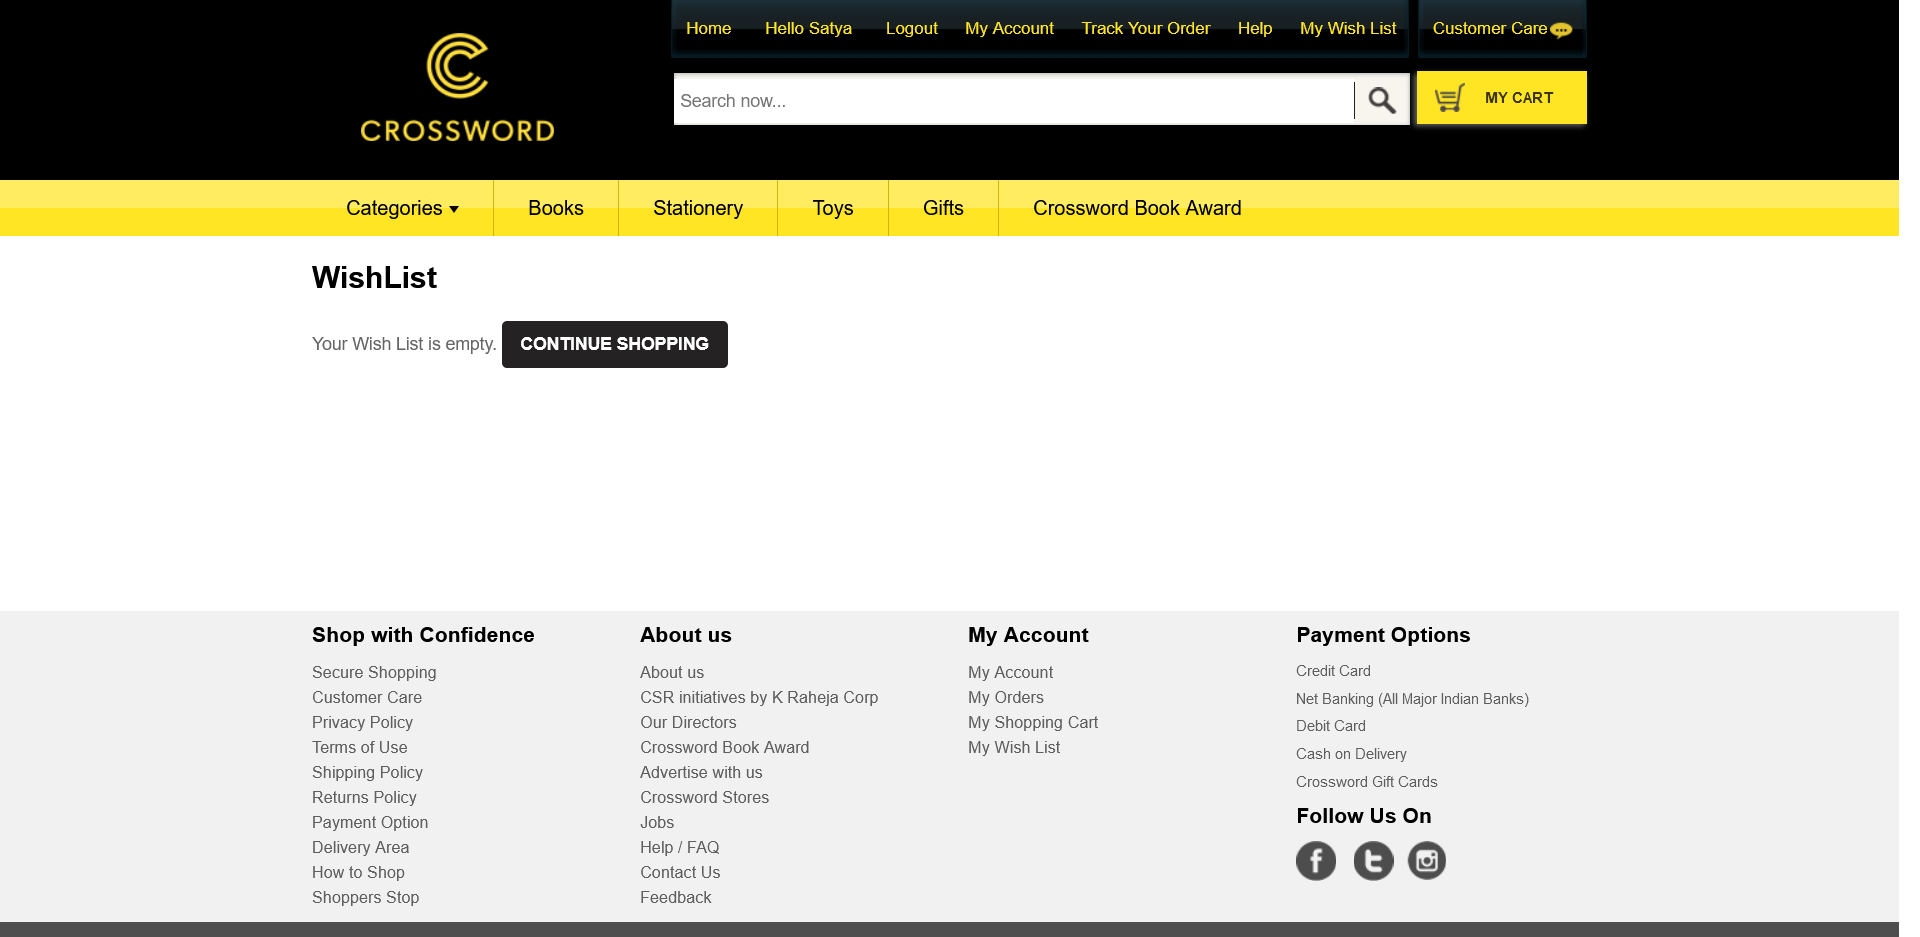 Home Hello Satya Logout My Account Track Your Order Help My Wish List Customer Care
CROSSWORD
Search now...
MY CART
Categories Books Stationery Toys Gifts Crossword Book Award
WishList
Your Wish List is empty. CONTINUE SHOPPING
Shop with Confidence
Secure Shopping
Customer Care
Privacy Policy
Terms of Use
Shipping Policy
Returns Policy
Payment Option
Delivery Area
How to Shop
Shoppers Stop
About us
About us
CSR initiatives by K Raheja Corp
Our Directors
Crossword Book Award
Advertise with us
Crossword Stores
Jobs
Help / FAQ
Contact Us
Feedback
My Account
My Account
My Orders
My Shopping Cart
My Wish List
Payment Options
Credit Card
Net Banking (All Major Indian Banks)
Debit Card
Cash on Delivery
Crossword Gift Cards
Follow Us On